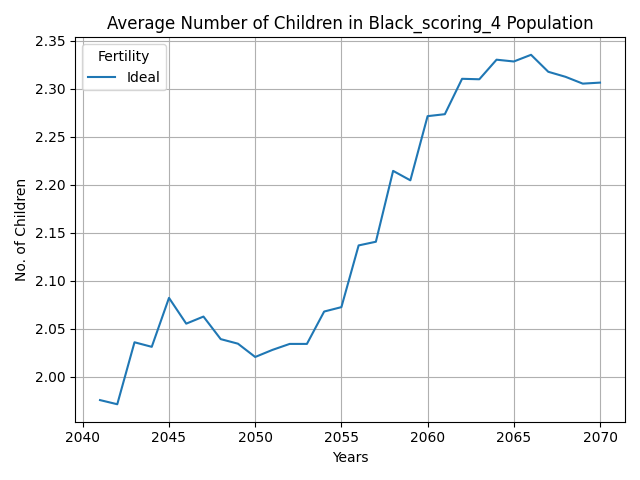 Average Number of Children in Black_scoring_4 Population
Fertility
Ideal
No. of Children
2.35
2.30
2.25
2.20
2.15
2.10
2.05
2.00
2040 2045 2050 2055 2060 2065 2070
Years